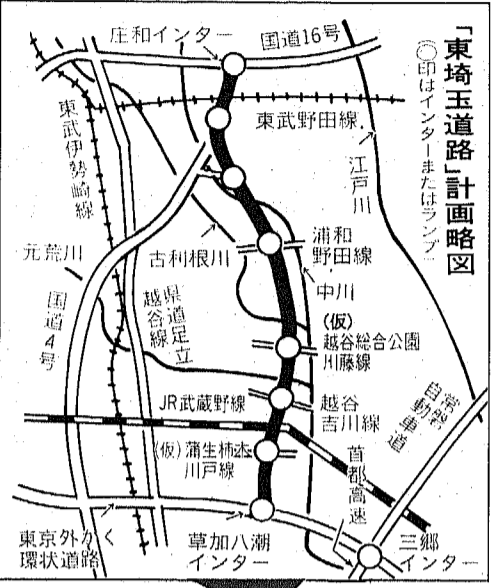 「東埼玉道路」計画略図
(○印はインターまたはランプ)
庄和インター
国道16号
東武伊勢崎線
東武野田線
江戸川
元荒川
古利根川
浦和
野田線
中川
国道4号
県道足立
越谷線
(仮)
越谷総合公園
川藤線
JR武蔵野線
越谷
吉川線
常磐
自動車道
(仮)蒲生柿木
川戸線
首都高速
東京外かく
環状道路
草加八潮
インター
三郷
インター